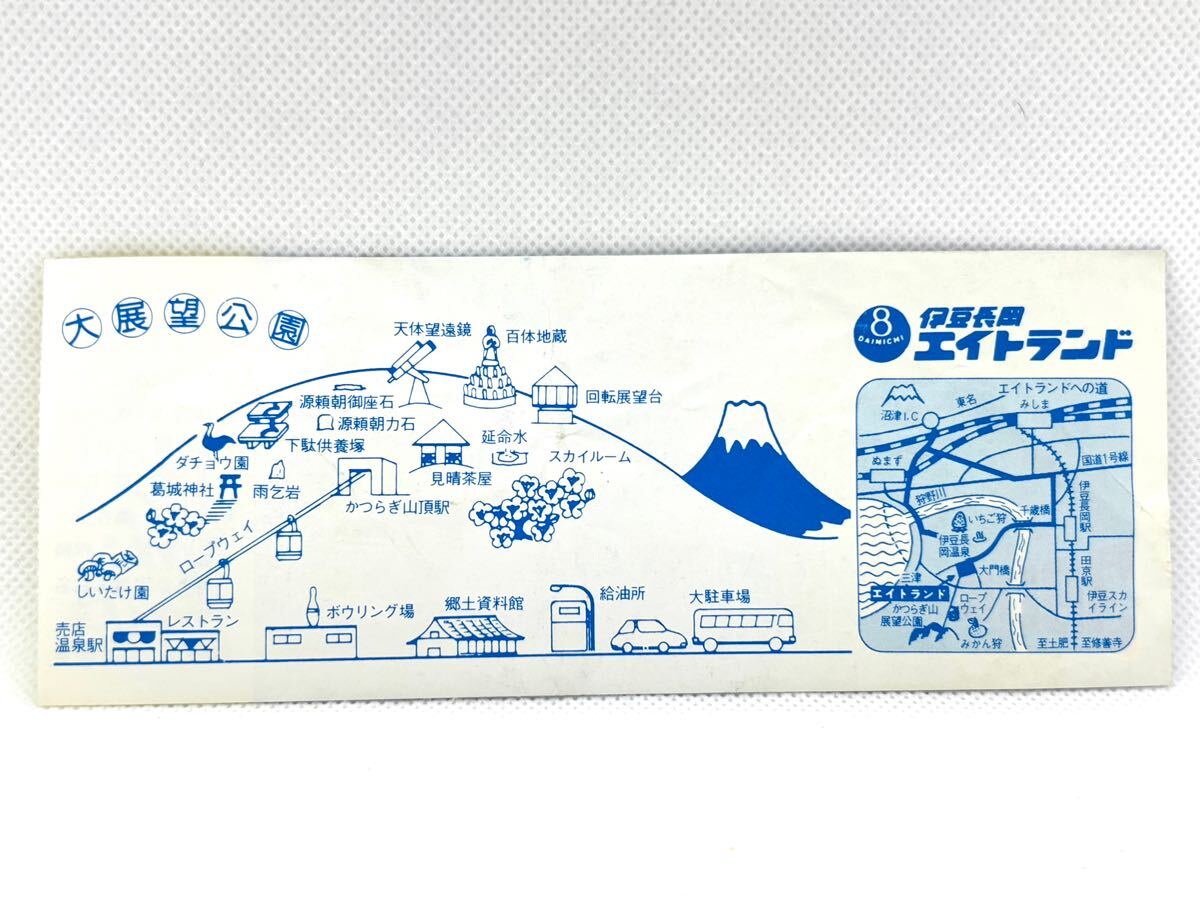 大展望公園
天体望遠鏡
百体地蔵
源頼朝御座石
回転展望台
源頼朝力石
下駄供養塚
延命水
ダチョウ園
見晴茶屋
スカイルーム
葛城神社
雨乞岩
かつらぎ山頂駅
ロープウェイ
しいたけ園
売店
温泉駅
レストラン
ボウリング場
郷土資料館
給油所
大駐車場
8
DAINICHI
伊豆長岡
エイトランド
エイトランドへの道
東名
みしま
沼津I.C
ぬまず
国道1号線
狩野川
千歳橋
伊豆長岡駅
いちご狩
伊豆長
岡温泉
大門橋
田京駅
三津
エイトランド
かつらぎ山
展望公園
ロープ
ウェイ
伊豆スカ
イライン
みかん狩
至土肥
至修善寺